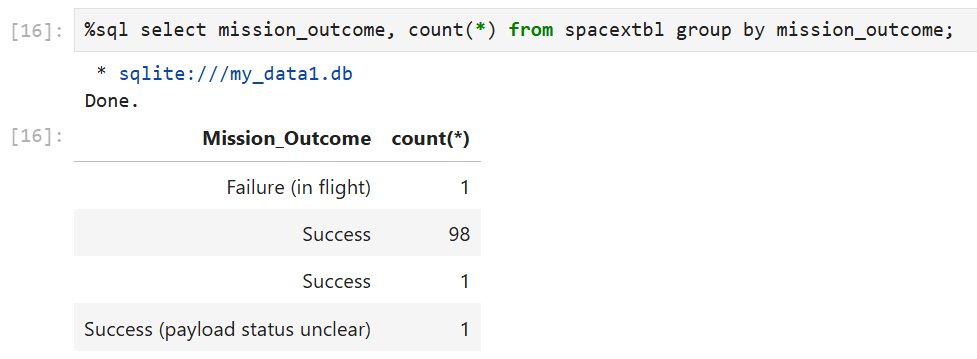 [16]: %sql select mission_outcome, count(*) from spacextbl group by mission_outcome;
* sqlite:///my_data1.db
Done.
[16]: Mission_Outcome count(*)
Failure (in flight) 1
Success 98
Success 1
Success (payload status unclear) 1